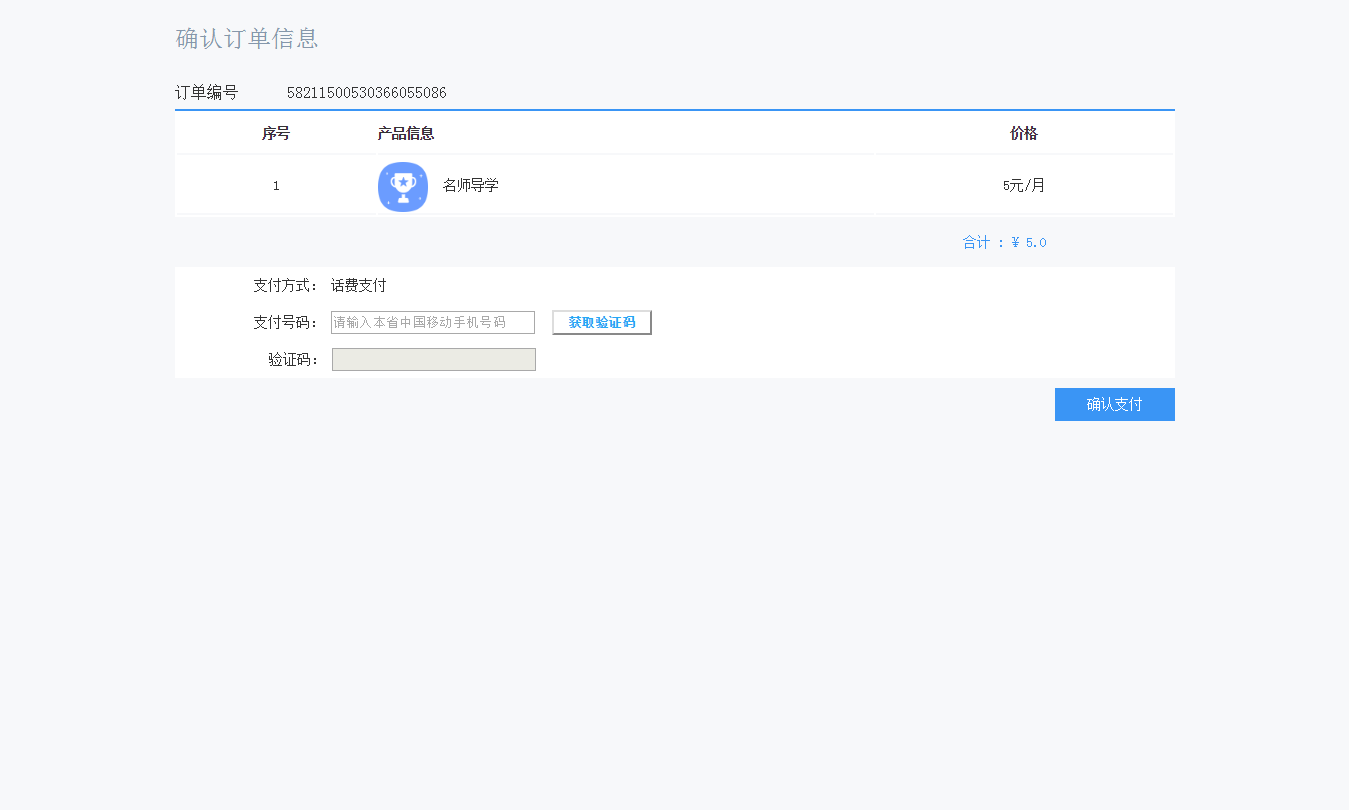 确认订单信息
订单编号 58211500530366055086
序号 产品信息 价格
1 名师导学 5元/月
合计 : ¥ 5.0
支付方式: 话费支付
支付号码: 请输入本省中国移动手机号码 获取验证码
验证码:
确认支付